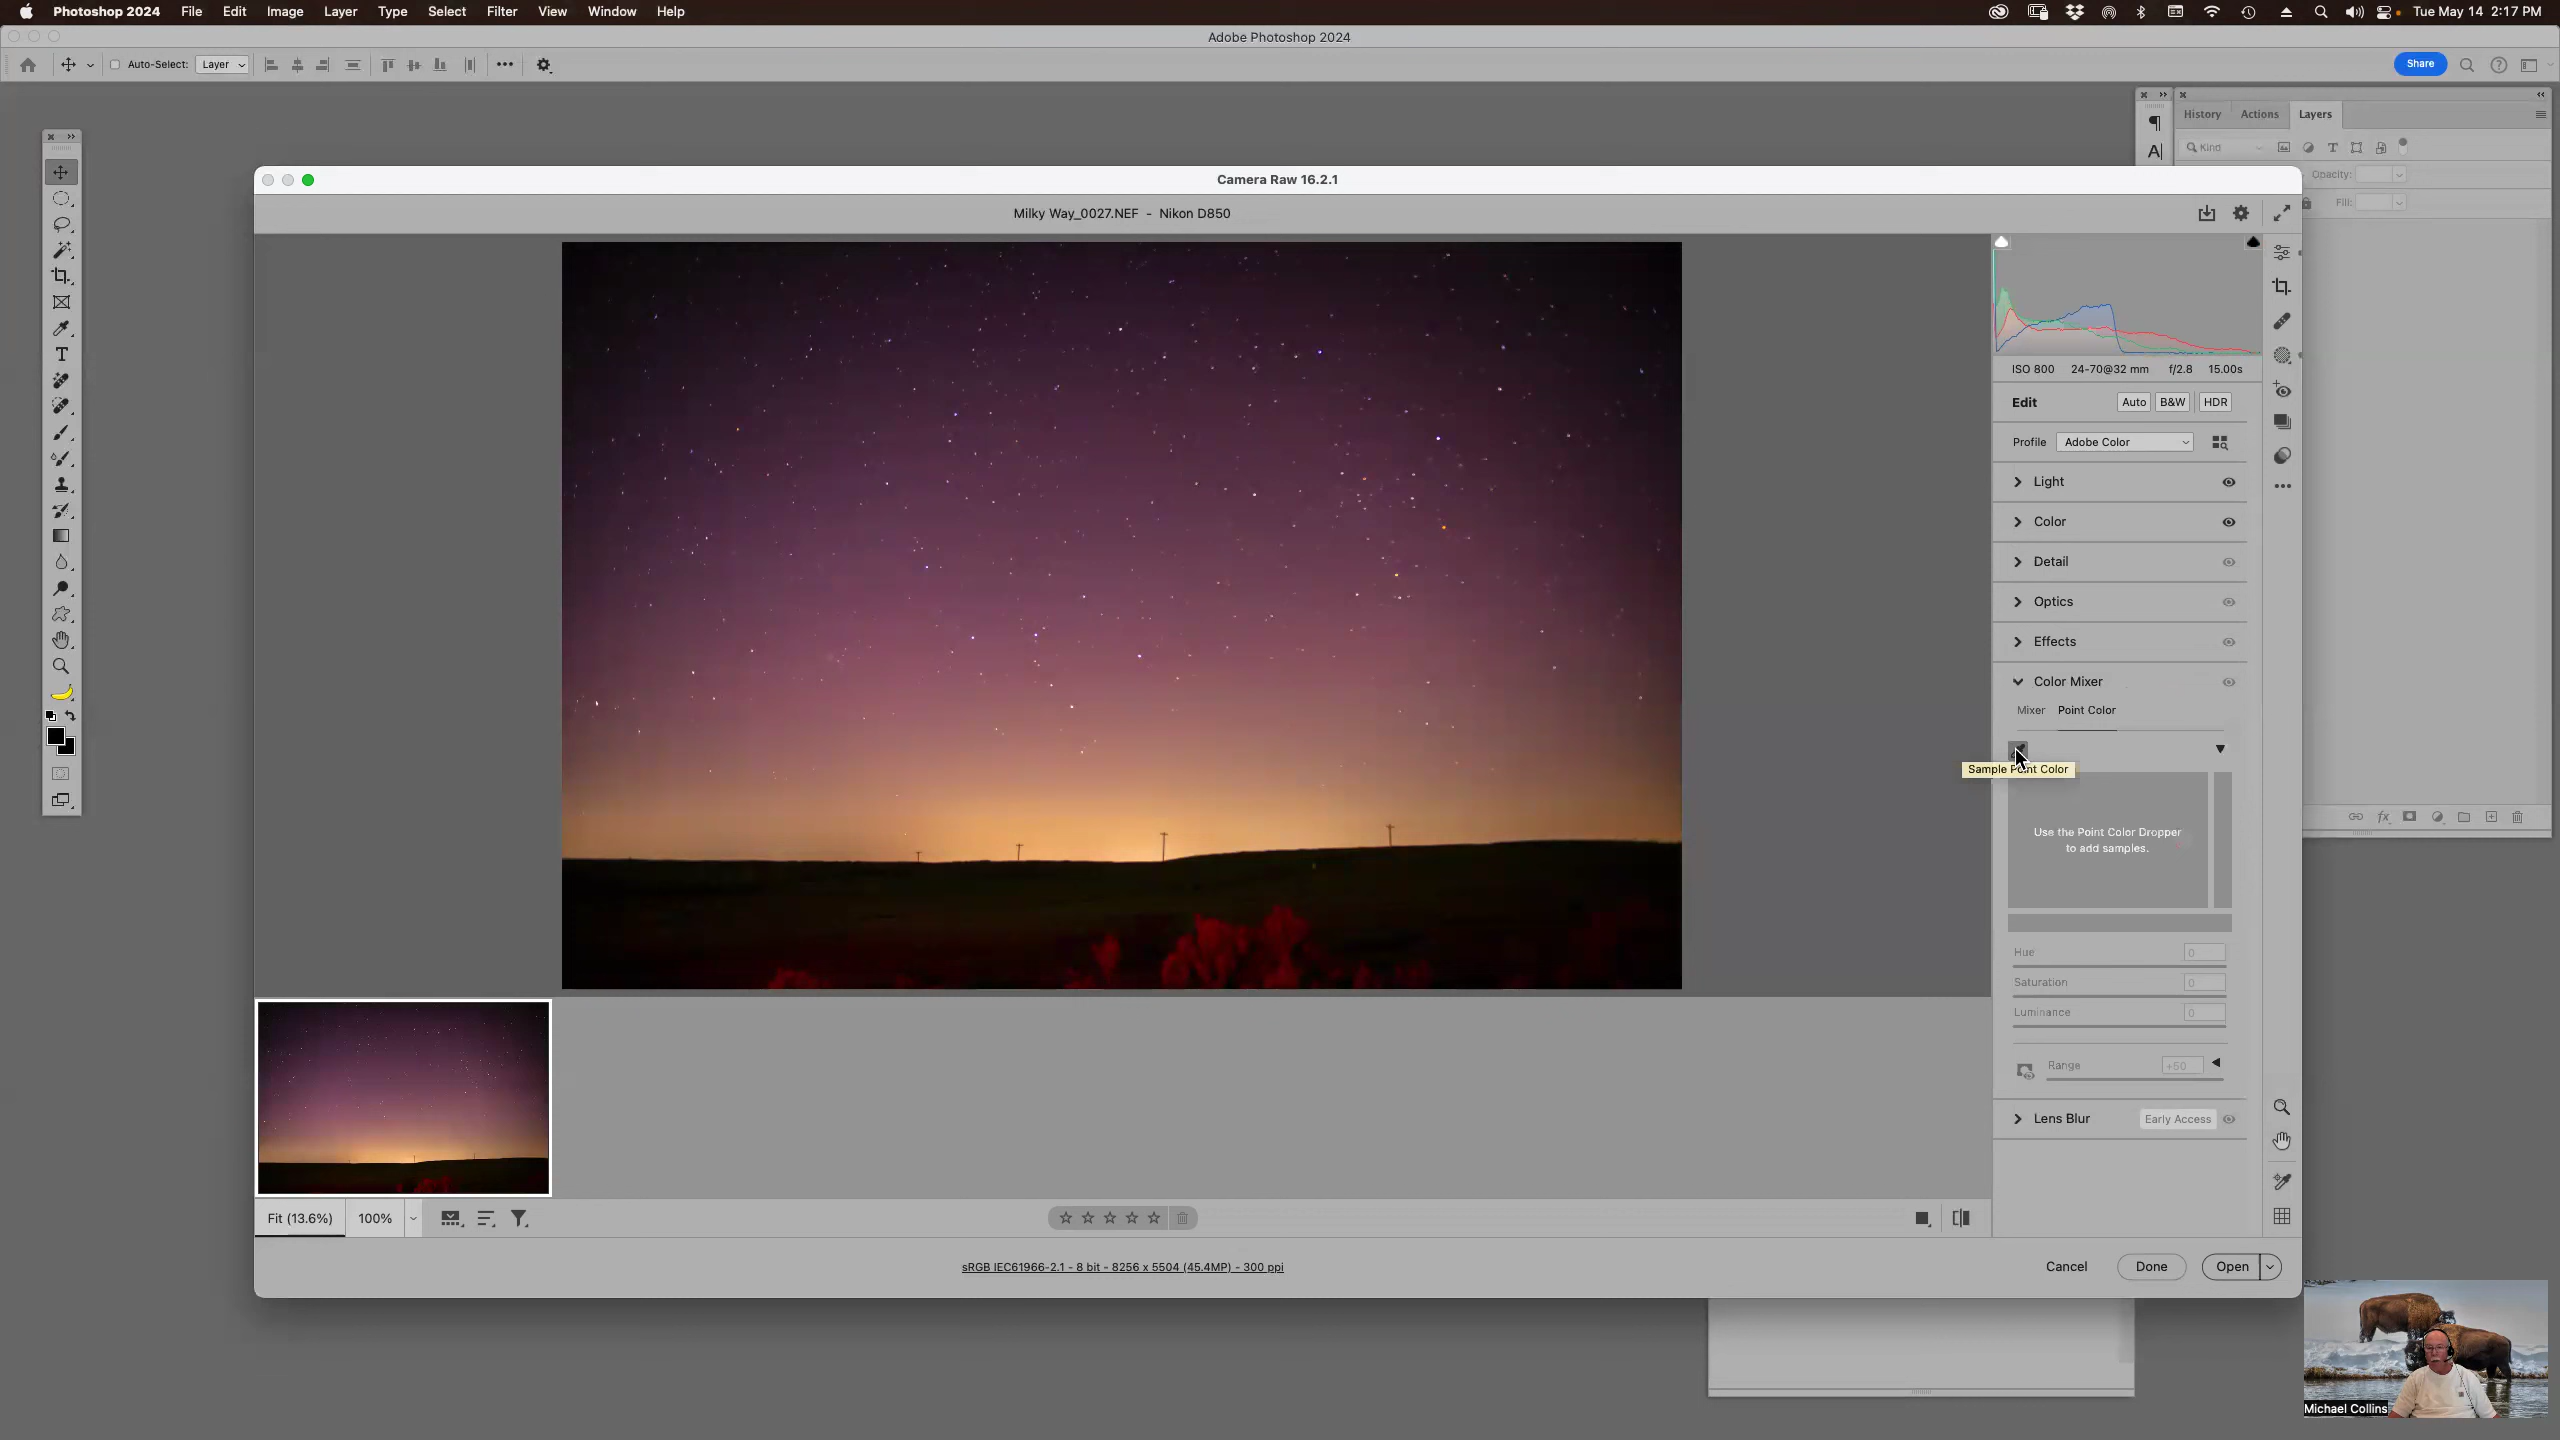 Photoshop 2024 File Edit Image Layer Type Select Filter View Window Help Tue May 14 2:17 PM
Adobe Photoshop 2024
Auto-Select: Layer Share
History Actions Layers
Kind
Opacity:
Fill:
Camera Raw 16.2.1
Milky Way_0027.NEF - Nikon D850
ISO 800 24-70@32 mm f/2.8 15.00s
Edit Auto B&W HDR
Profile Adobe Color
Light
Color
Detail
Optics
Effects
Color Mixer
Mixer Point Color
Sample Point Color
Use the Point Color Dropper
to add samples.
Hue 0
Saturation 0
Luminance 0
Range +50
Lens Blur Early Access
Fit (13.6%) 100%
sRGB IEC61966-2.1 - 8 bit - 8256 x 5504 (45.4MP) - 300 ppi
Cancel Done Open
Michael Collins